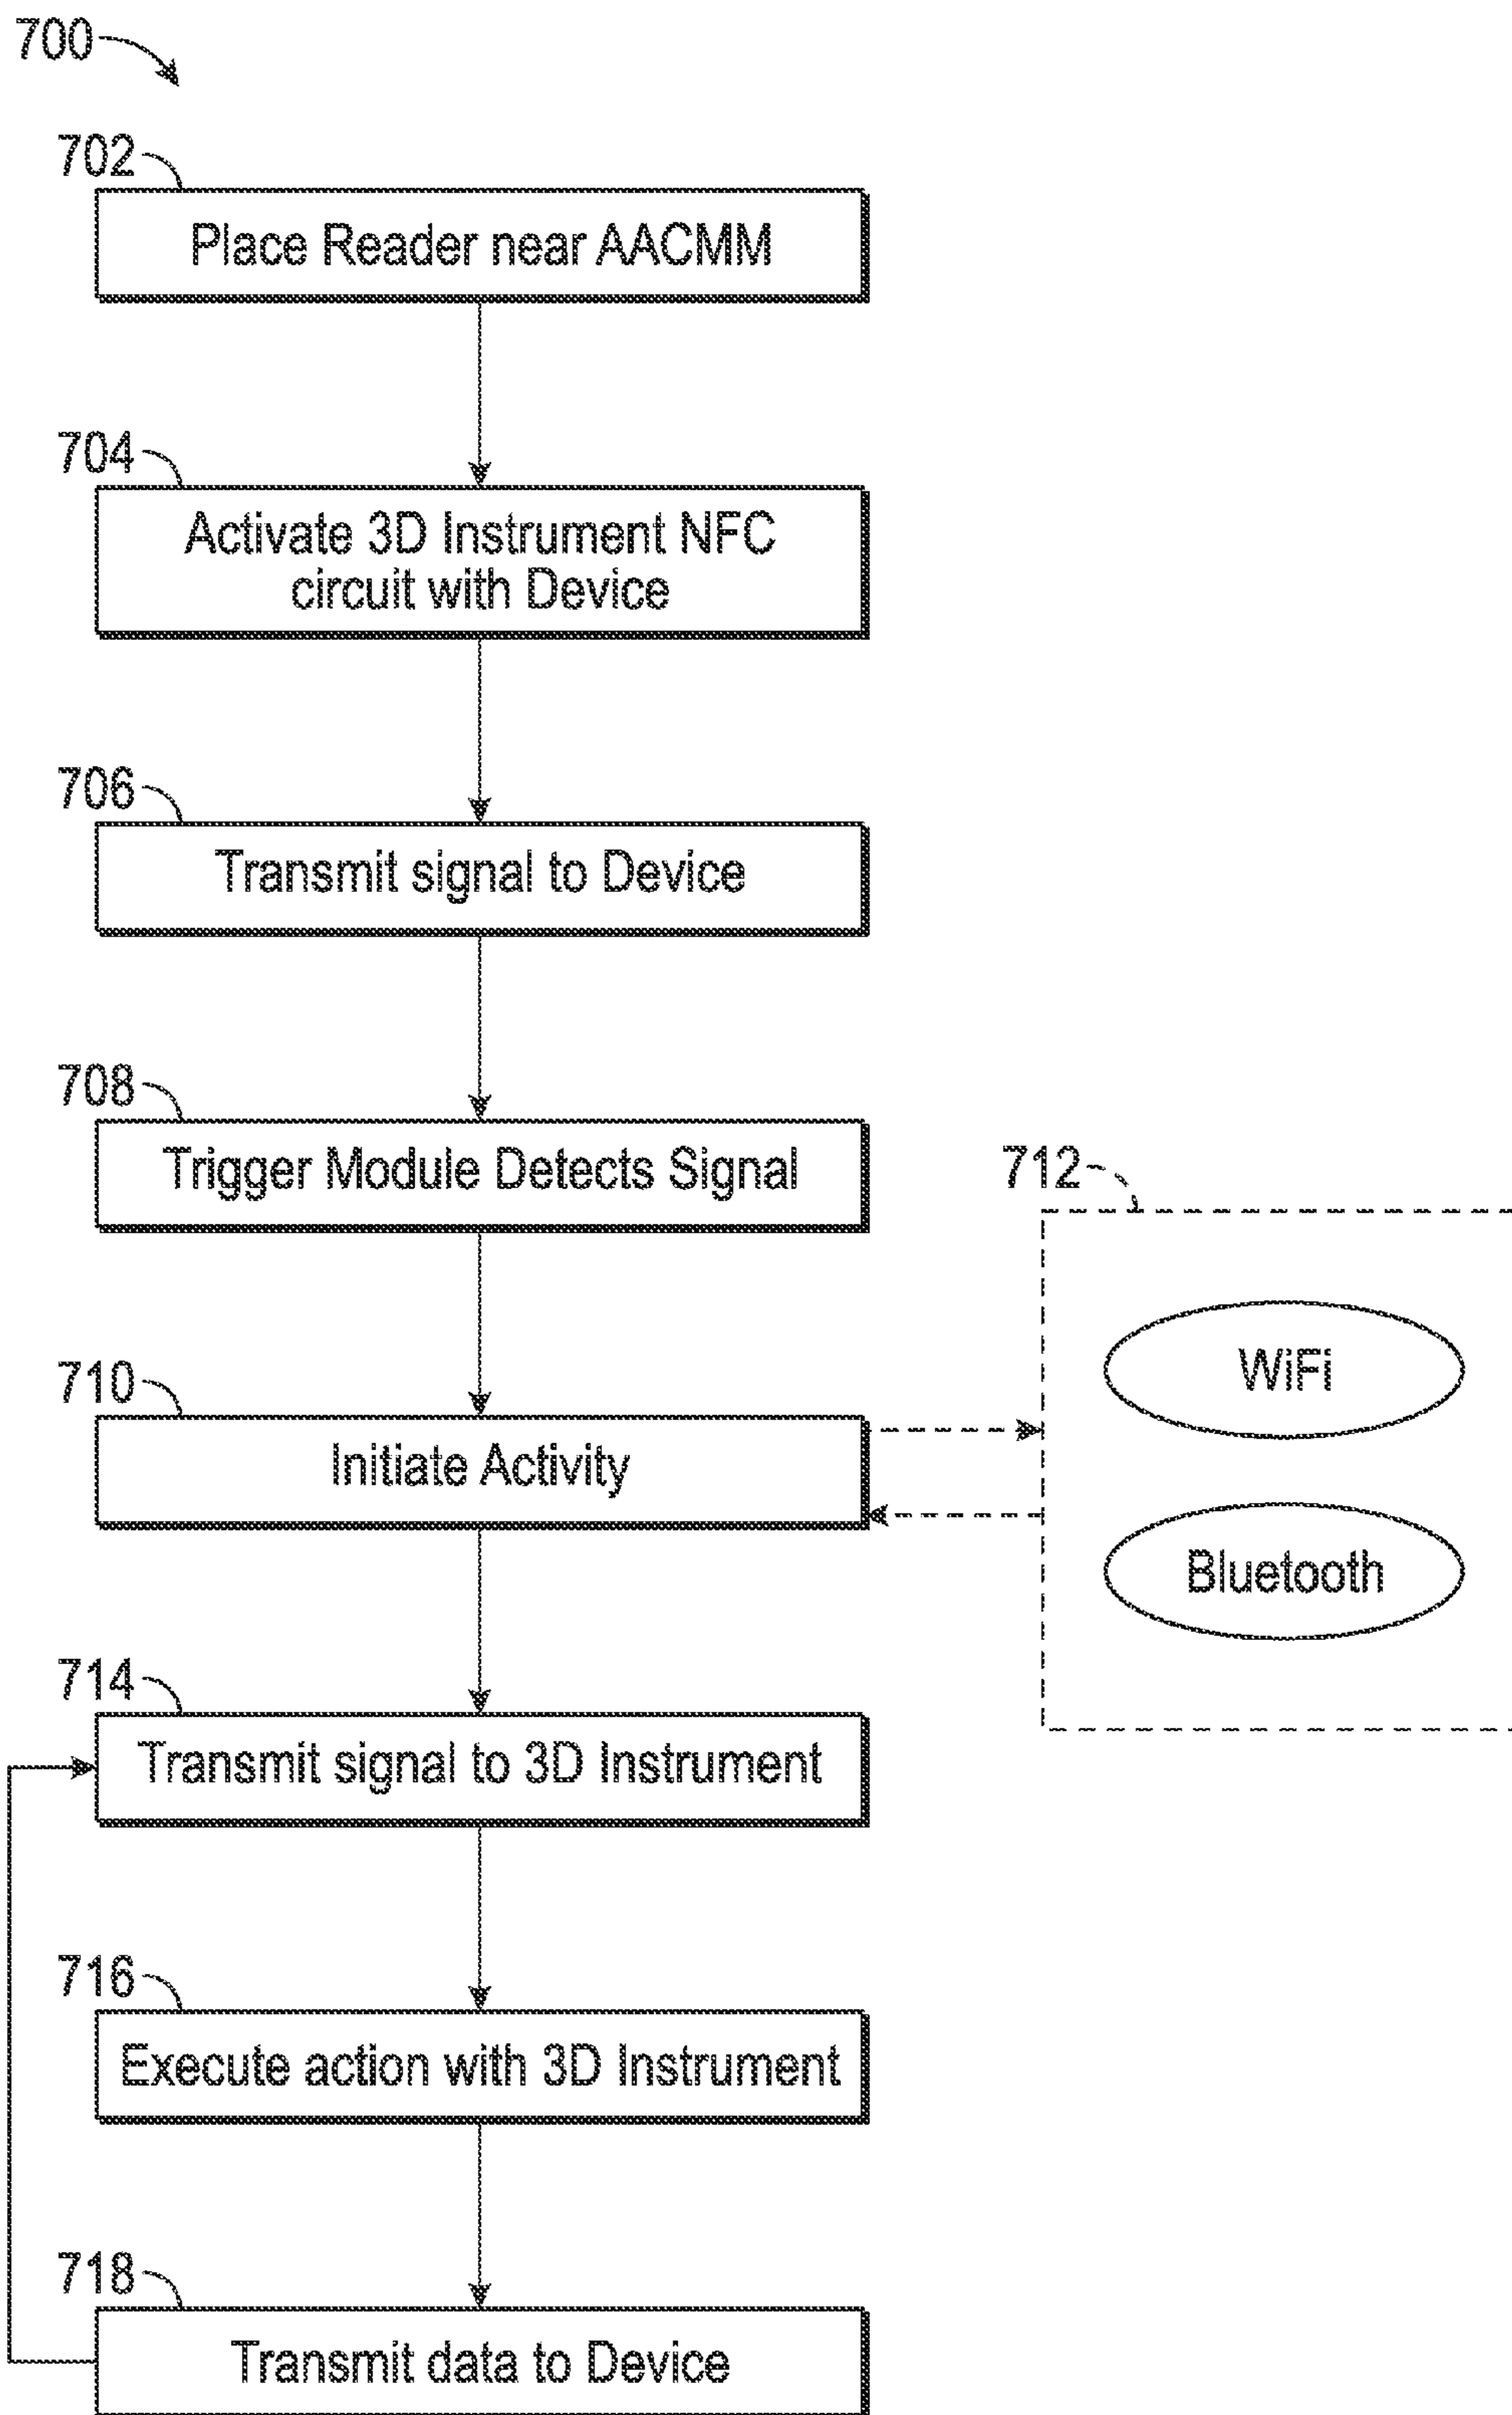 700
702
Place Reader near AACMM
704
Activate 3D Instrument NFC
circuit with Device
706
Transmit signal to Device
708
Trigger Module Detects Signal
712
WiFi
710
Initiate Activity
Bluetooth
714
Transmit signal to 3D Instrument
716
Execute action with 3D Instrument
718
Transmit data to Device